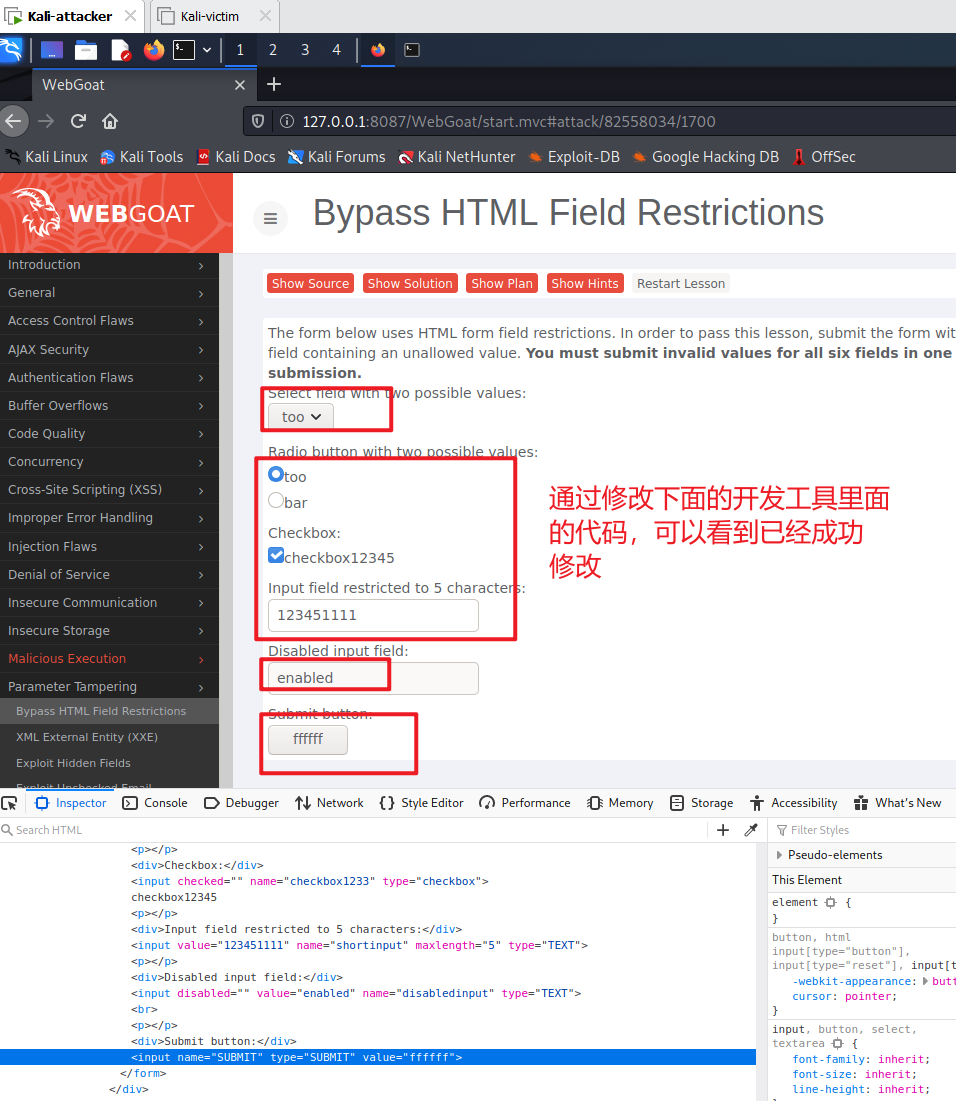 Kali-attacker
Kali-victim
1 2 3 4
WebGoat
127.0.0.1:8087/WebGoat/start.mvc#attack/82558034/1700
Kali Linux Kali Tools Kali Docs Kali Forums Kali NetHunter Exploit-DB Google Hacking DB OffSec
WEBGOAT
Bypass HTML Field Restrictions
Introduction
General
Access Control Flaws
AJAX Security
Authentication Flaws
Buffer Overflows
Code Quality
Concurrency
Cross-Site Scripting (XSS)
Improper Error Handling
Injection Flaws
Denial of Service
Insecure Communication
Insecure Storage
Malicious Execution
Parameter Tampering
Bypass HTML Field Restrictions
XML External Entity (XXE)
Exploit Hidden Fields
Exploit Unchecked Email
Show Source Show Solution Show Plan Show Hints Restart Lesson
The form below uses HTML form field restrictions. In order to pass this lesson, submit the form wit
field containing an unallowed value. You must submit invalid values for all six fields in one
submission.
Select field with two possible values:
too
Radio button with two possible values:
too
bar
Checkbox:
checkbox12345
Input field restricted to 5 characters:
123451111
Disabled input field:
enabled
Submit button:
ffffff
通过修改下面的开发工具里面
的代码，可以看到已经成功
修改
Inspector Console Debugger Network Style Editor Performance Memory Storage Accessibility What's New
Search HTML
Filter Styles
<p></p>
<div>Checkbox:</div>
<input checked="" name="checkbox1233" type="checkbox">
checkbox12345
<p></p>
<div>Input field restricted to 5 characters:</div>
<input value="123451111" name="shortinput" maxlength="5" type="TEXT">
<p></p>
<div>Disabled input field:</div>
<input disabled="" value="enabled" name="disabledinput" type="TEXT">
<br>
<p></p>
<div>Submit button:</div>
<input name="SUBMIT" type="SUBMIT" value="ffffff">
</form>
</div>
Pseudo-elements
This Element
element {
}
button, html
input[type="button"],
input[type="reset"], input[t
-webkit-appearance: butt
cursor: pointer;
}
input, button, select,
textarea {
font-family: inherit;
font-size: inherit;
line-height: inherit;